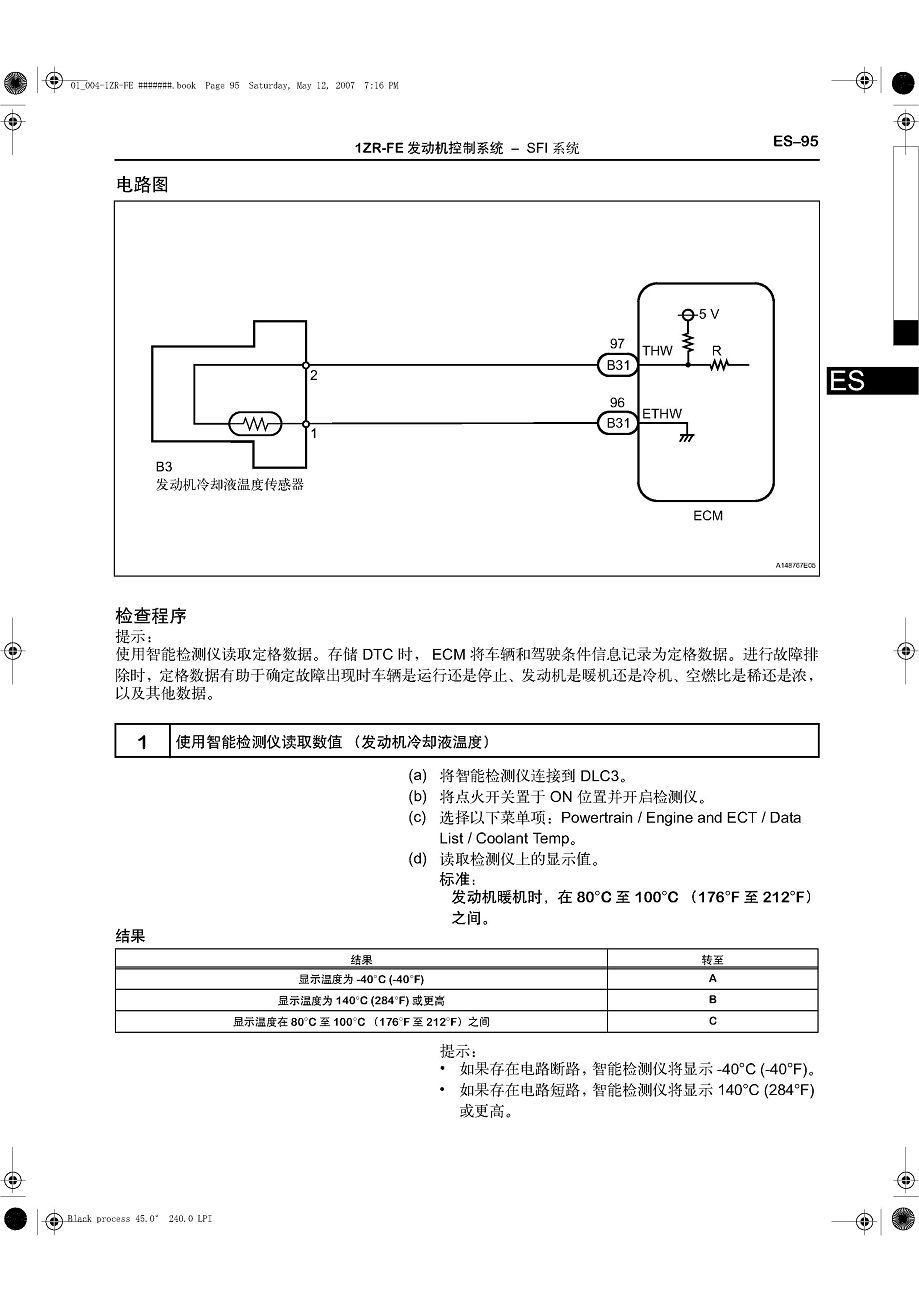 01_004-1ZR-FE #######.book Page 95 Saturday, May 12, 2007 7:16 PM
1ZR-FE 发动机控制系统 – SFI 系统
ES–95
电路图
5 V
97
THW
R
B31
2
96
ETHW
B31
1
B3
发动机冷却液温度传感器
ECM
A148767E05
ES
检查程序
提示：
使用智能检测仪读取定格数据。存储 DTC 时， ECM 将车辆和驾驶条件信息记录为定格数据。进行故障排
除时，定格数据有助于确定故障出现时车辆是运行还是停止、发动机是暖机还是冷机、空燃比是稀还是浓，
以及其他数据。
1 使用智能检测仪读取数值 （发动机冷却液温度）
(a) 将智能检测仪连接到 DLC3。
(b) 将点火开关置于 ON 位置并开启检测仪。
(c) 选择以下菜单项：Powertrain / Engine and ECT / Data
List / Coolant Temp。
(d) 读取检测仪上的显示值。
标准：
发动机暖机时，在 80°C 至 100°C （176°F 至 212°F）
之间。
结果
结果 转至
显示温度为 -40°C (-40°F) A
显示温度为 140°C (284°F) 或更高 B
显示温度在 80°C 至 100°C （176°F 至 212°F）之间 C
提示：
• 如果存在电路断路，智能检测仪将显示 -40°C (-40°F)。
• 如果存在电路短路，智能检测仪将显示 140°C (284°F)
或更高。
Black process 45.0° 240.0 LPI